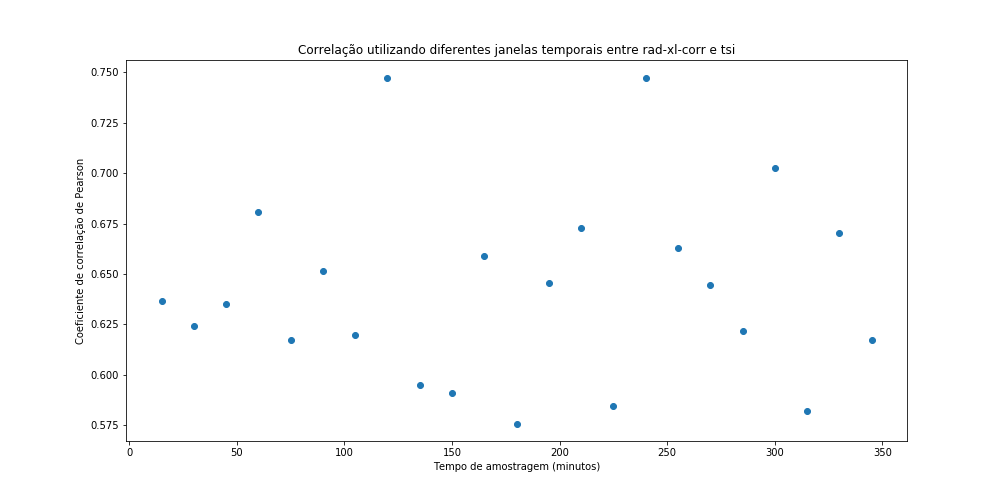 Correlação utilizando diferentes janelas temporais entre rad-xl-corr e tsi
Coeficiente de correlação de Pearson
0.750
0.725
0.700
0.675
0.650
0.625
0.600
0.575
0 50 100 150 200 250 300 350
Tempo de amostragem (minutos)